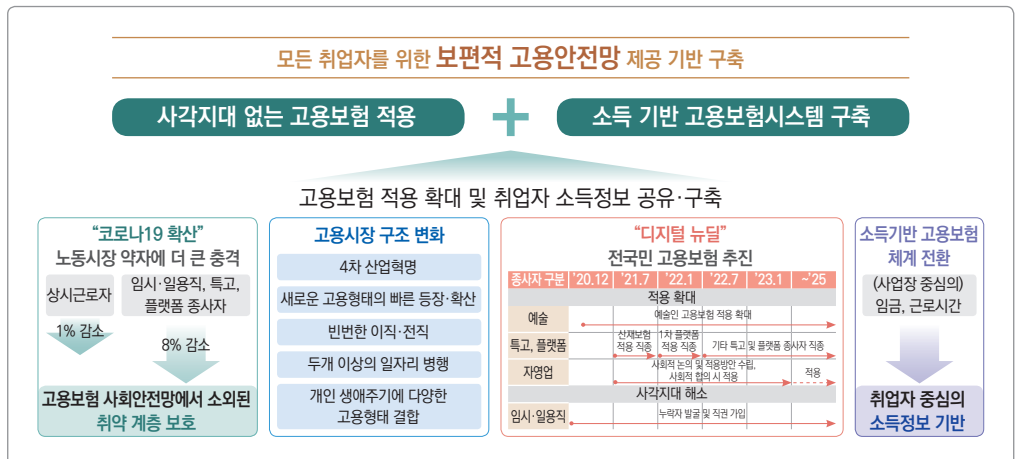 모든 취업자를 위한 보편적 고용안전망 제공 기반 구축
사각지대 없는 고용보험 적용
소득 기반 고용보험시스템 구축
고용보험 적용 확대 및 취업자 소득정보 공유·구축
“코로나19 확산”
노동시장 약자에 더 큰 충격
상시근로자
임시·일용직, 특고,
플랫폼 종사자
1% 감소
8% 감소
고용보험 사회안전망에서 소외된
취약 계층 보호
고용시장 구조 변화
4차 산업혁명
새로운 고용형태의 빠른 등장·확산
빈번한 이직·전직
두개 이상의 일자리 병행
개인 생애주기에 다양한
고용형태 결합
“디지털 뉴딜”
전국민 고용보험 추진
종사자 구분 '20.12 '21.7 '22.1 '22.7 '23.1 ~'25
적용 확대
예술
예술인 고용보험 적용 확대
특고, 플랫폼
산재보험
적용 직종
1차 플랫폼
적용 직종
기타 특고 및 플랫폼 종사자 직종
자영업
사회적 논의 및 적용방안 수립,
사회적 합의 시 적용
적용
사각지대 해소
임시·일용직
누락자 발굴 및 직권 가입
소득기반 고용보험
체계 전환
(사업장 중심의)
임금, 근로시간
취업자 중심의
소득정보 기반